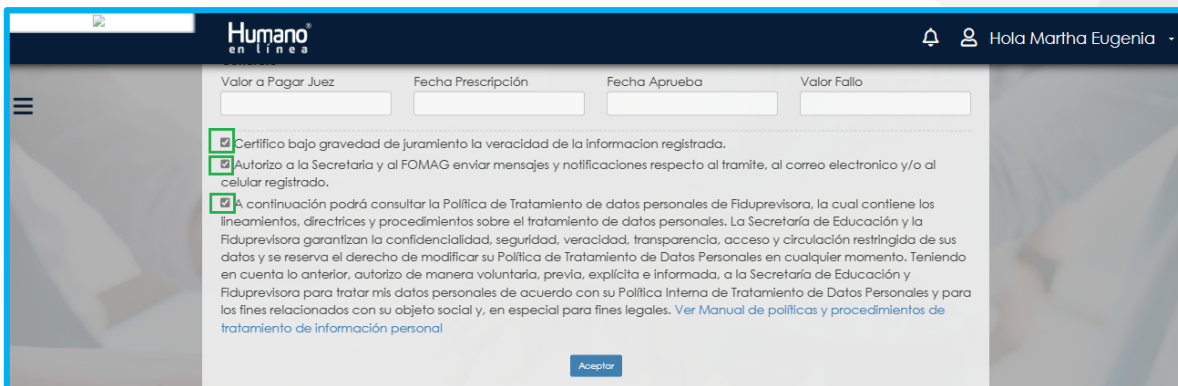 Humano®
en línea
Hola Martha Eugenia
Valor a Pagar Juez Fecha Prescripción Fecha Aprueba Valor Fallo
Certifico bajo gravedad de juramento la veracidad de la informacion registrada.
Autorizo a la Secretaria y al FOMAG enviar mensajes y notificaciones respecto al tramite, al correo electronico y/o al
celular registrado.
A continuación podrá consultar la Política de Tratamiento de datos personales de Fiduprevisora, la cual contiene los
lineamientos, directrices y procedimientos sobre el tratamiento de datos personales. La Secretaría de Educación y la
Fiduprevisora garantizan la confidencialidad, seguridad, veracidad, transparencia, acceso y circulación restringida de sus
datos y se reserva el derecho de modificar su Política de Tratamiento de Datos Personales en cualquier momento. Teniendo
en cuenta lo anterior, autorizo de manera voluntaria, previa, explícita e informada, a la Secretaría de Educación y
Fiduprevisora para tratar mis datos personales de acuerdo con su Política Interna de Tratamiento de Datos Personales y para
los fines relacionados con su objeto social y, en especial para fines legales. Ver Manual de políticas y procedimientos de
tratamiento de información personal
Aceptar